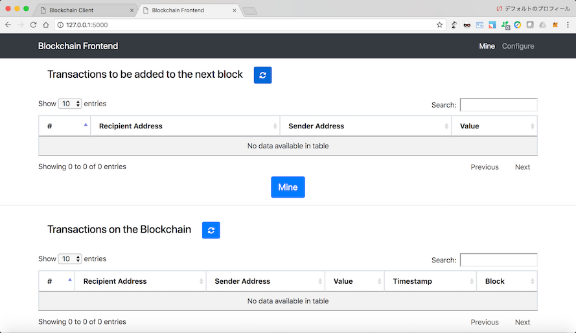 Blockchain Client
Blockchain Frontend
デフォルトのプロフィール
127.0.0.1:5000
Blockchain Frontend
Mine Configure
Transactions to be added to the next block
Show 10 entries
Search:
# Recipient Address Sender Address Value
No data available in table
Showing 0 to 0 of 0 entries
Previous Next
Mine
Transactions on the Blockchain
Show 10 entries
Search:
# Recipient Address Sender Address Value Timestamp Block
No data available in table
Showing 0 to 0 of 0 entries
Previous Next